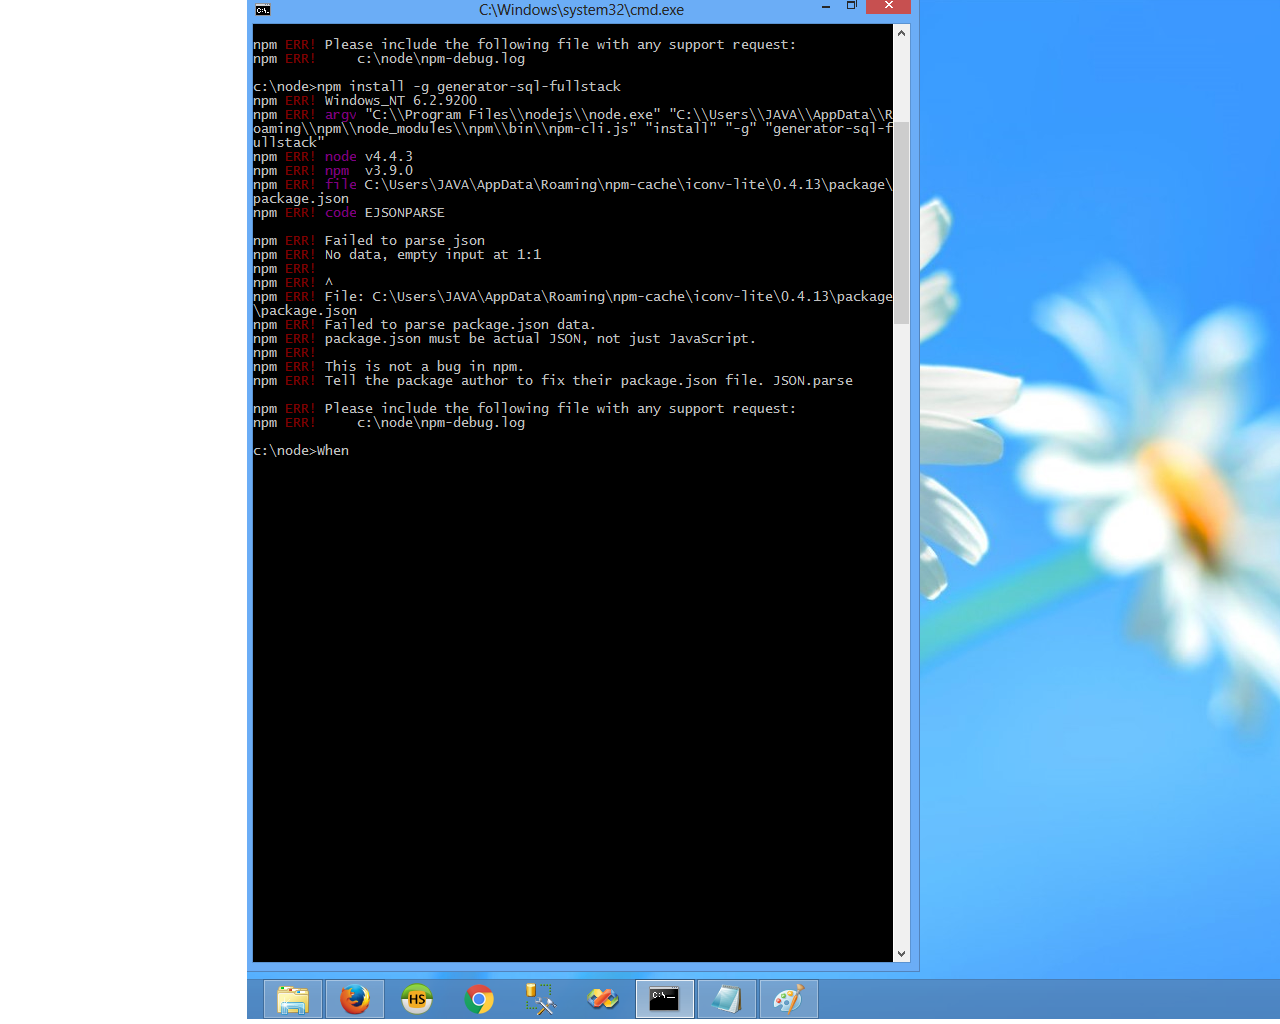 C:\Windows\system32\cmd.exe
npm ERR! Please include the following file with any support request:
npm ERR!     c:\node\npm-debug.log
c:\node>npm install -g generator-sql-fullstack
npm ERR! Windows_NT 6.2.9200
npm ERR! argv "C:\\Program Files\\nodejs\\node.exe" "C:\\Users\\JAVA\\AppData\\R
oaming\\npm\\node_modules\\npm\\bin\\npm-cli.js" "install" "-g" "generator-sql-f
ullstack"
npm ERR! node v4.4.3
npm ERR! npm  v3.9.0
npm ERR! file C:\Users\JAVA\AppData\Roaming\npm-cache\iconv-lite\0.4.13\package\
package.json
npm ERR! code EJSONPARSE
npm ERR! Failed to parse json
npm ERR! No data, empty input at 1:1
npm ERR!
npm ERR! ^
npm ERR! File: C:\Users\JAVA\AppData\Roaming\npm-cache\iconv-lite\0.4.13\package
\package.json
npm ERR! Failed to parse package.json data.
npm ERR! package.json must be actual JSON, not just JavaScript.
npm ERR!
npm ERR! This is not a bug in npm.
npm ERR! Tell the package author to fix their package.json file. JSON.parse
npm ERR! Please include the following file with any support request:
npm ERR!     c:\node\npm-debug.log
c:\node>When
HS